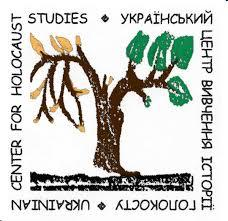 UKRAINIAN CENTER FOR HOLOCAUST STUDIES •
УКРАЇНСЬКИЙ ЦЕНТР ВИВЧЕННЯ ІСТОРІЇ ГОЛОКОСТУ •